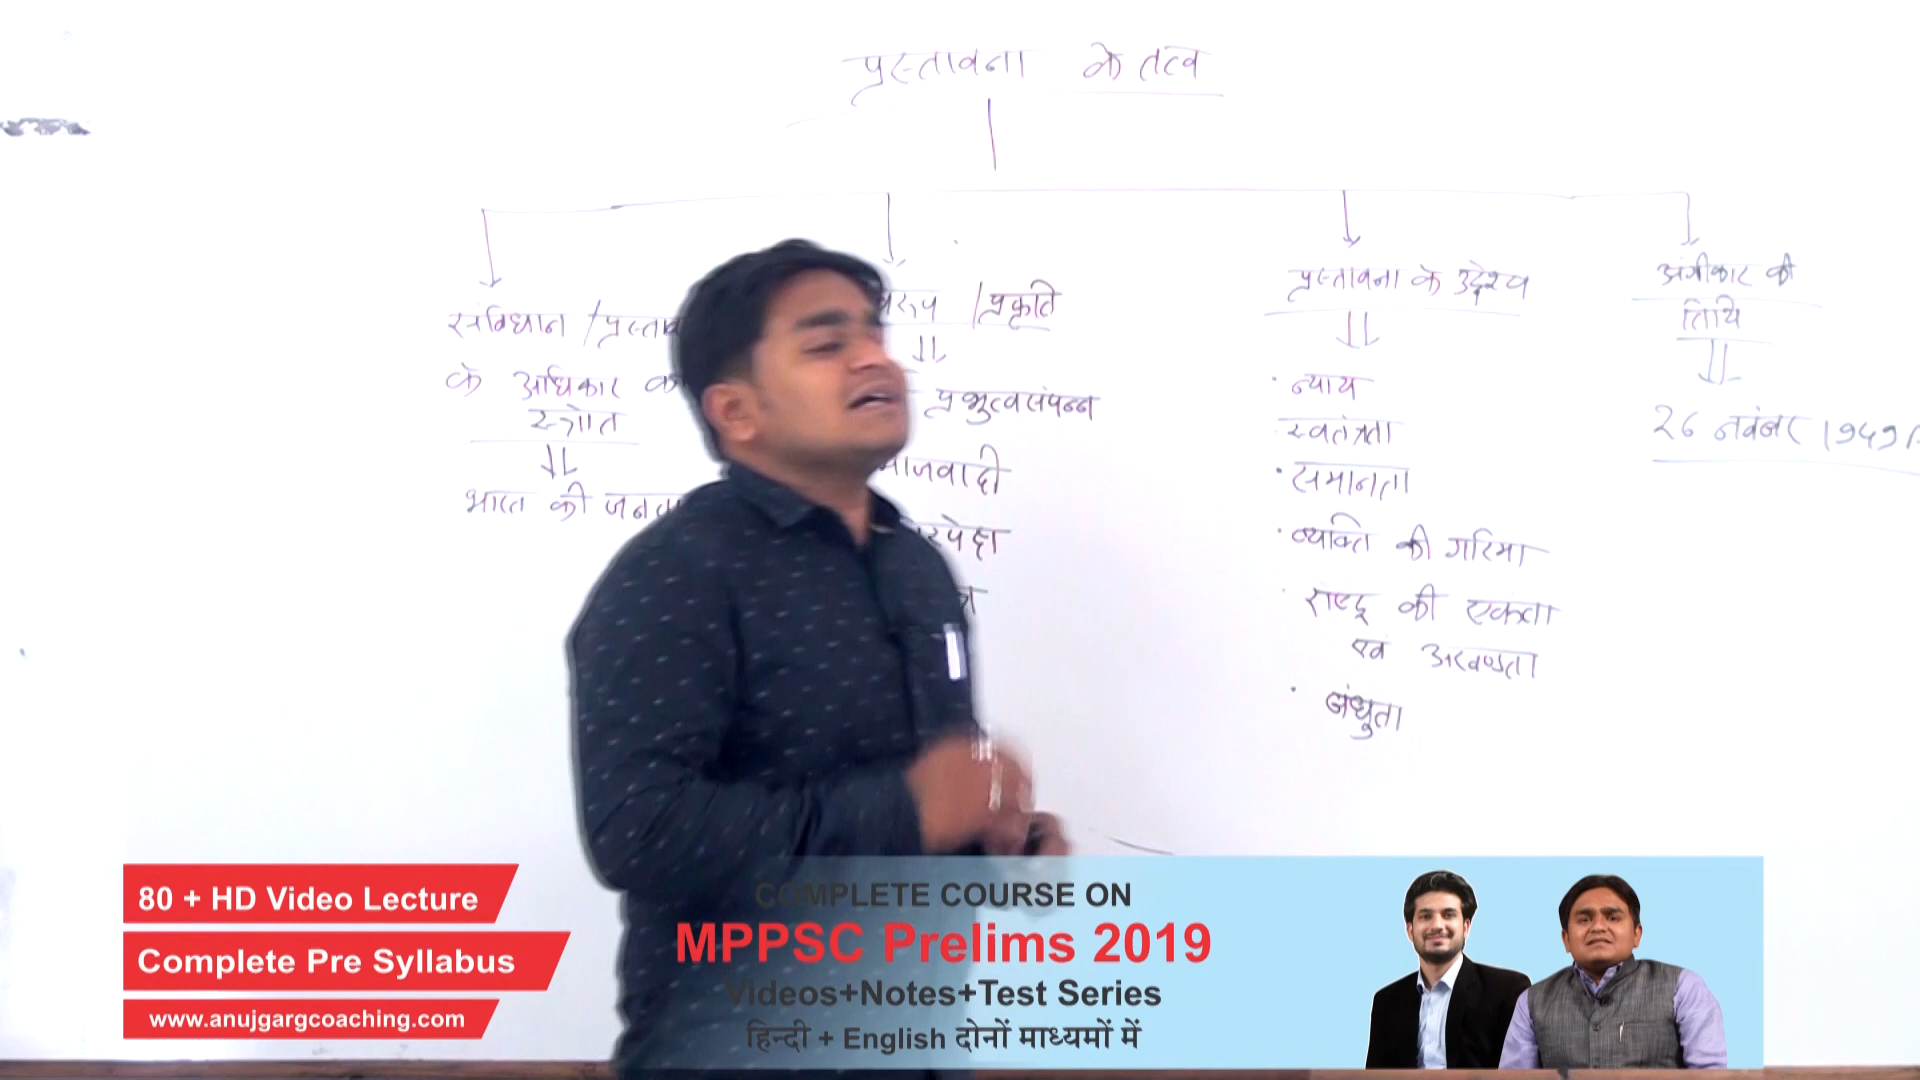 प्रस्तावना के तत्व
संविधान / प्रस्ताव
के अधिकार का
स्त्रोत
भारत की जनता
रूप / प्रकृति
प्रभुत्वसंपन्न
माजवादी
रपेक्ष
प्रस्तावना के उद्देश्य
न्याय
स्वतंत्रता
समानता
व्यक्ति की गरिमा
राष्ट्र की एकता
एवं अखण्डता
बंधुता
अंगीकार की
तिथि
26 नवंबर 1949
80 + HD Video Lecture
Complete Pre Syllabus
www.anujgargcoaching.com
COMPLETE COURSE ON
MPPSC Prelims 2019
Videos+Notes+Test Series
हिन्दी + English दोनों माध्यमों में